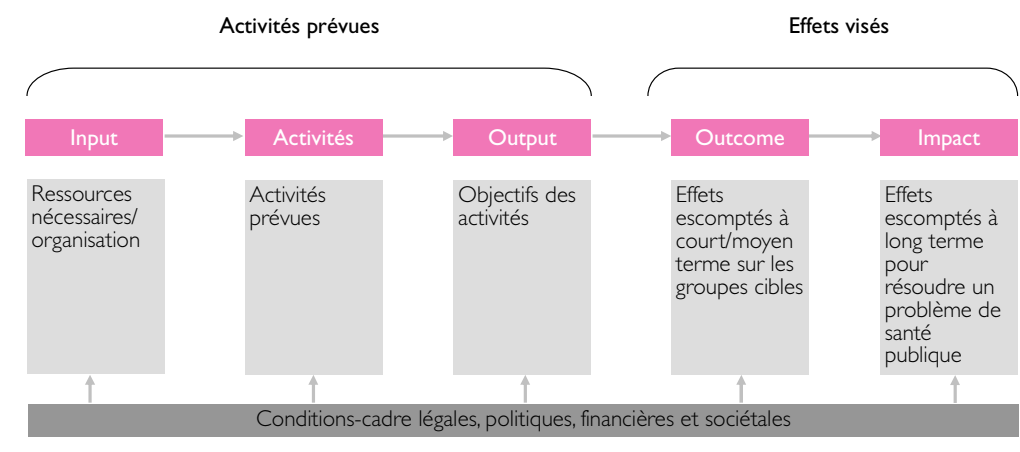 Activités prévues
Effets visés
Input
Activités
Output
Outcome
Impact
Ressources
nécessaires/
organisation
Activités
prévues
Objectifs des
activités
Effets
escomptés à
court/moyen
terme sur les
groupes cibles
Effets
escomptés à
long terme
pour
résoudre un
problème de
santé
publique
Conditions-cadre légales, politiques, financières et sociétales